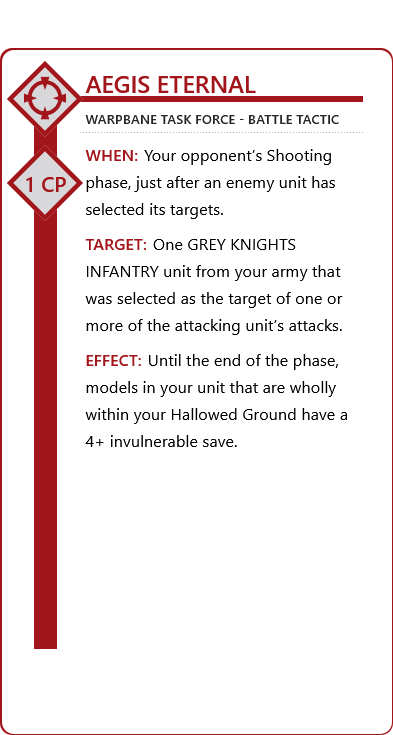 AEGIS ETERNAL
WARPBANE TASK FORCE - BATTLE TACTIC
1 CP
WHEN: Your opponent’s Shooting
phase, just after an enemy unit has
selected its targets.
TARGET: One GREY KNIGHTS
INFANTRY unit from your army that
was selected as the target of one or
more of the attacking unit’s attacks.
EFFECT: Until the end of the phase,
models in your unit that are wholly
within your Hallowed Ground have a
4+ invulnerable save.